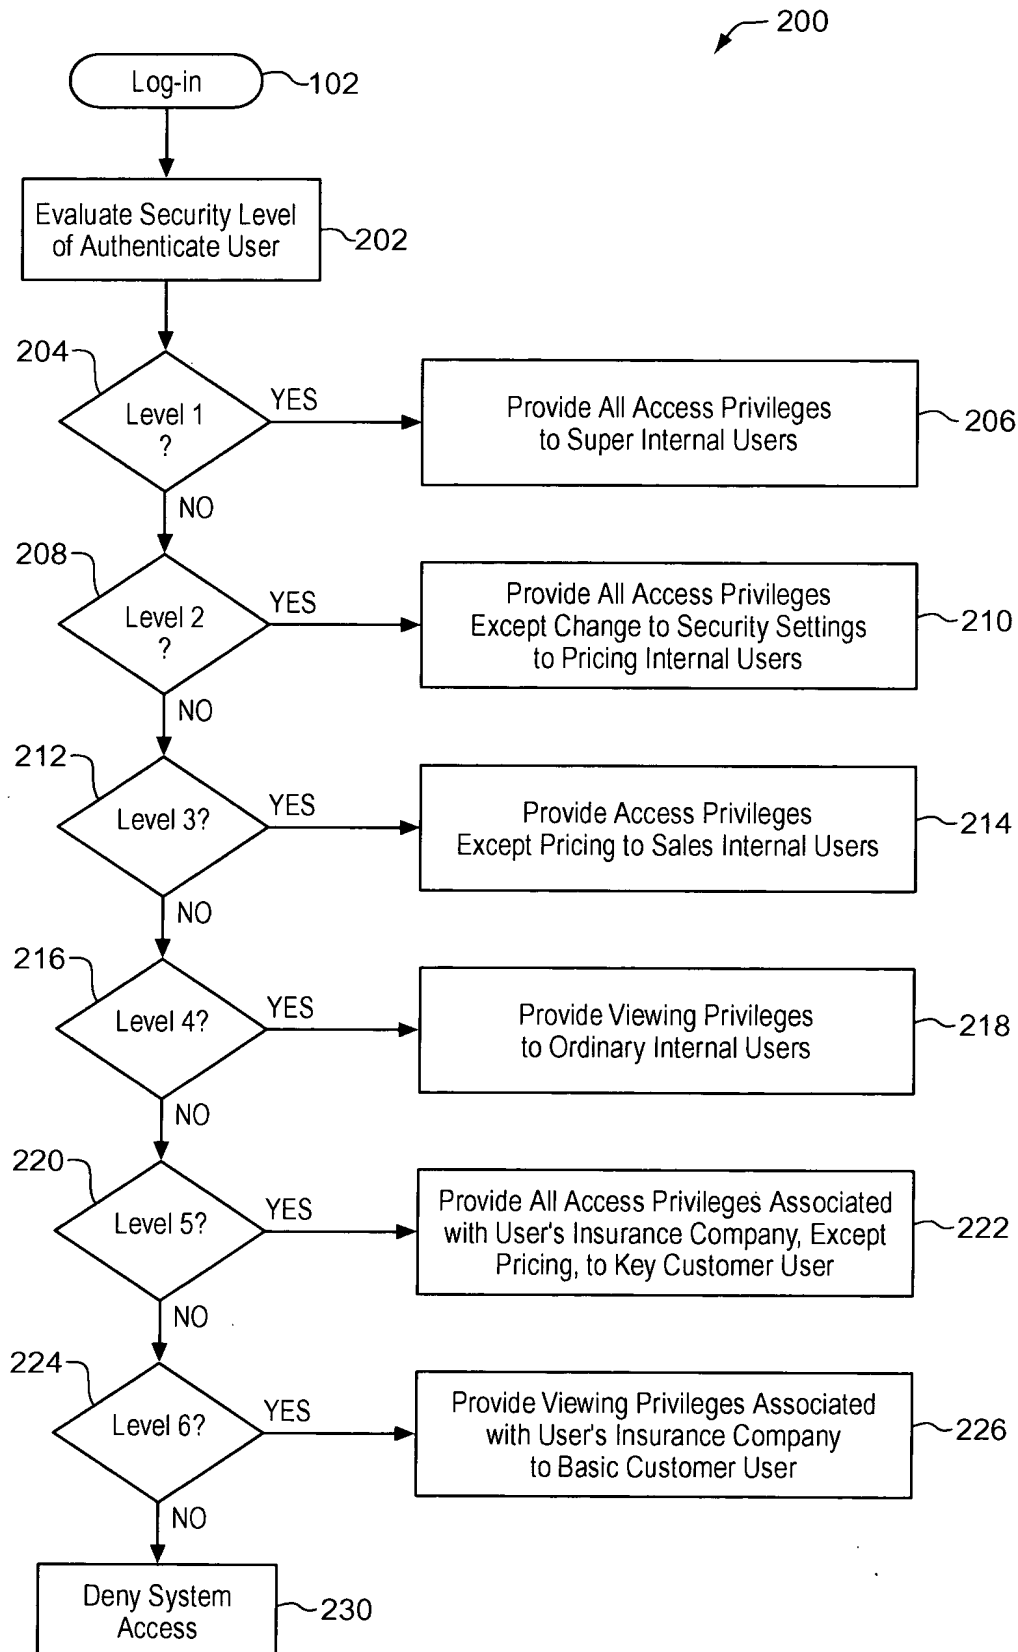 200
Log-in
102
Evaluate Security Level
of Authenticate User
202
204
Level 1
?
YES
Provide All Access Privileges
to Super Internal Users
206
NO
208
Level 2
?
YES
Provide All Access Privileges
Except Change to Security Settings
to Pricing Internal Users
210
NO
212
Level 3?
YES
Provide Access Privileges
Except Pricing to Sales Internal Users
214
NO
216
Level 4?
YES
Provide Viewing Privileges
to Ordinary Internal Users
218
NO
220
Level 5?
YES
Provide All Access Privileges Associated
with User's Insurance Company, Except
Pricing, to Key Customer User
222
NO
224
Level 6?
YES
Provide Viewing Privileges Associated
with User's Insurance Company
to Basic Customer User
226
NO
Deny System
Access
230